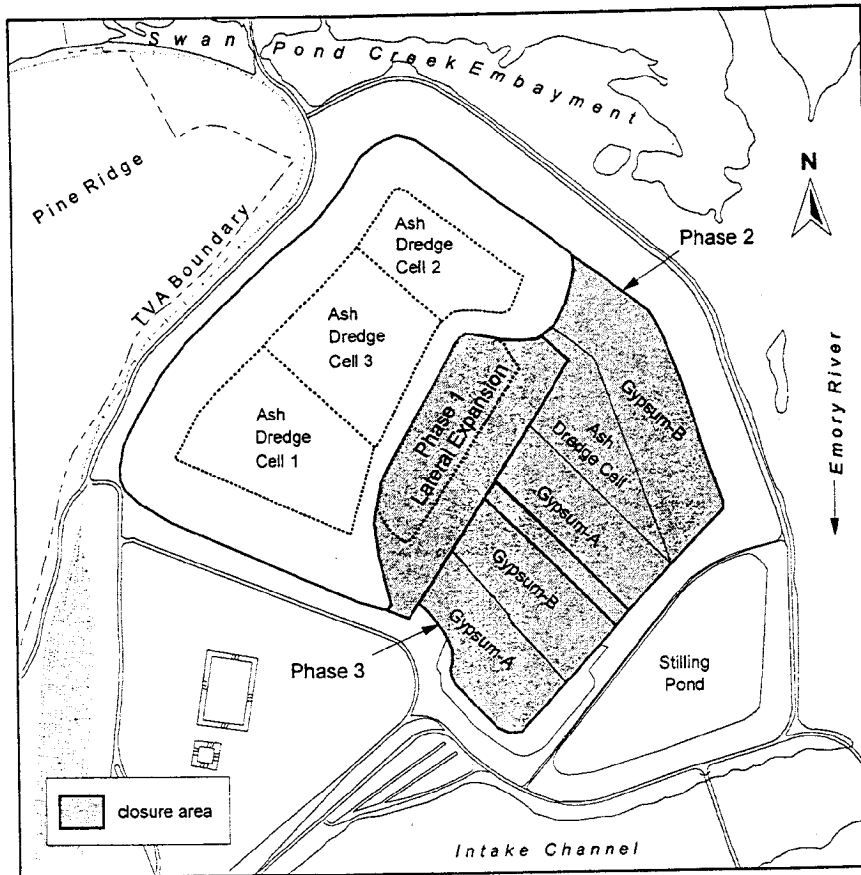 Swan Pond Creek Embayment
Pine Ridge
TVA Boundary
N
Phase 2
Ash
Dredge
Cell 2
Ash
Dredge
Cell 3
Ash
Dredge
Cell 1
Phase 1
Lateral Expansion
Gypsum-B
Ash
Dredge Cell
Gypsum-A
Gypsum-B
Gypsum-A
Emory River
Phase 3
Stilling
Pond
closure area
Intake Channel